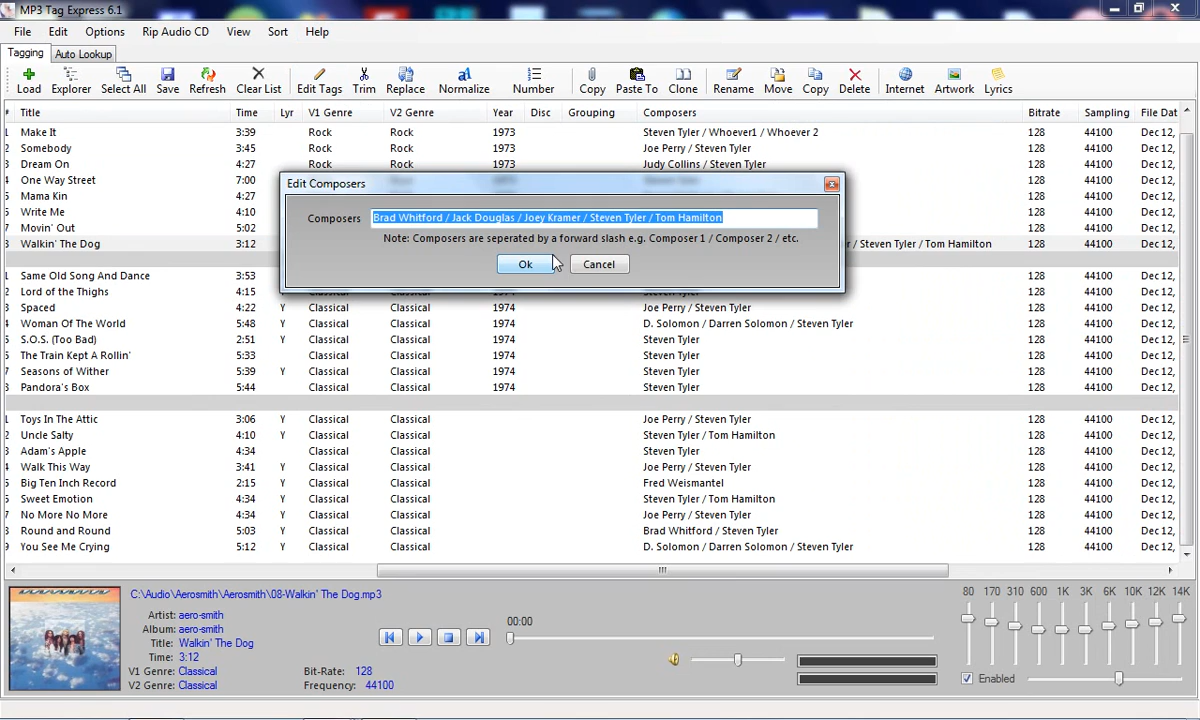 MP3 Tag Express 6.1
File Edit Options Rip Audio CD View Sort Help
Tagging Auto Lookup
Load Explorer Select All Save Refresh Clear List Edit Tags Trim Replace Normalize Number Copy Paste To Clone Rename Move Copy Delete Internet Artwork Lyrics
# Title Time Lyr V1 Genre V2 Genre Year Disc Grouping Composers Bitrate Sampling File Dat
1 Make It 3:39 Rock Rock 1973 Steven Tyler / Whoever1 / Whoever 2 128 44100 Dec 12,
2 Somebody 3:45 Rock Rock 1973 Joe Perry / Steven Tyler 128 44100 Dec 12,
3 Dream On 4:27 Rock Rock 1973 Judy Collins / Steven Tyler 128 44100 Dec 12,
One Way Street 7:00 128 44100 Dec 12,
Mama Kin 4:27 128 44100 Dec 12,
Write Me 4:10 128 44100 Dec 12,
7 Movin' Out 5:02 128 44100 Dec 12,
8 Walkin' The Dog 3:12 / Steven Tyler / Tom Hamilton 128 44100 Dec 12,
Edit Composers
Composers Brad Whitford / Jack Douglas / Joey Kramer / Steven Tyler / Tom Hamilton
Note: Composers are seperated by a forward slash e.g. Composer 1 / Composer 2 / etc.
Ok Cancel
1 Same Old Song And Dance 3:53 128 44100 Dec 12,
2 Lord of the Thighs 4:15 Classical Classical 1974 Steven Tyler 128 44100 Dec 12,
3 Spaced 4:22 Y Classical Classical 1974 Joe Perry / Steven Tyler 128 44100 Dec 12,
Woman Of The World 5:48 Y Classical Classical 1974 D. Solomon / Darren Solomon / Steven Tyler 128 44100 Dec 12,
S.O.S. (Too Bad) 2:51 Y Classical Classical 1974 Steven Tyler 128 44100 Dec 12,
The Train Kept A Rollin' 5:33 Classical Classical 1974 Steven Tyler 128 44100 Dec 12,
7 Seasons of Wither 5:39 Y Classical Classical 1974 Steven Tyler 128 44100 Dec 12,
8 Pandora's Box 5:44 Classical Classical 1974 Steven Tyler 128 44100 Dec 12,
1 Toys In The Attic 3:06 Y Classical Classical Joe Perry / Steven Tyler 128 44100 Dec 12,
2 Uncle Salty 4:10 Y Classical Classical Steven Tyler / Tom Hamilton 128 44100 Dec 12,
3 Adam's Apple 4:34 Classical Classical Steven Tyler 128 44100 Dec 12,
Walk This Way 3:41 Y Classical Classical Joe Perry / Steven Tyler 128 44100 Dec 12,
Big Ten Inch Record 2:15 Y Classical Classical Fred Weismantel 128 44100 Dec 12,
Sweet Emotion 4:34 Y Classical Classical Steven Tyler / Tom Hamilton 128 44100 Dec 12,
7 No More No More 4:34 Y Classical Classical Joe Perry / Steven Tyler 128 44100 Dec 12,
8 Round and Round 5:03 Y Classical Classical Brad Whitford / Steven Tyler 128 44100 Dec 12,
9 You See Me Crying 5:12 Y Classical Classical D. Solomon / Darren Solomon / Steven Tyler 128 44100 Dec 12,
C:\Audio\Aerosmith\Aerosmith\08-Walkin' The Dog.mp3
Artist: aero-smith
Album: aero-smith
Title: Walkin' The Dog
Time: 3:12
V1 Genre: Classical Bit-Rate: 128
V2 Genre: Classical Frequency: 44100
00:00
80 170 310 600 1K 3K 6K 10K 12K 14K
Enabled